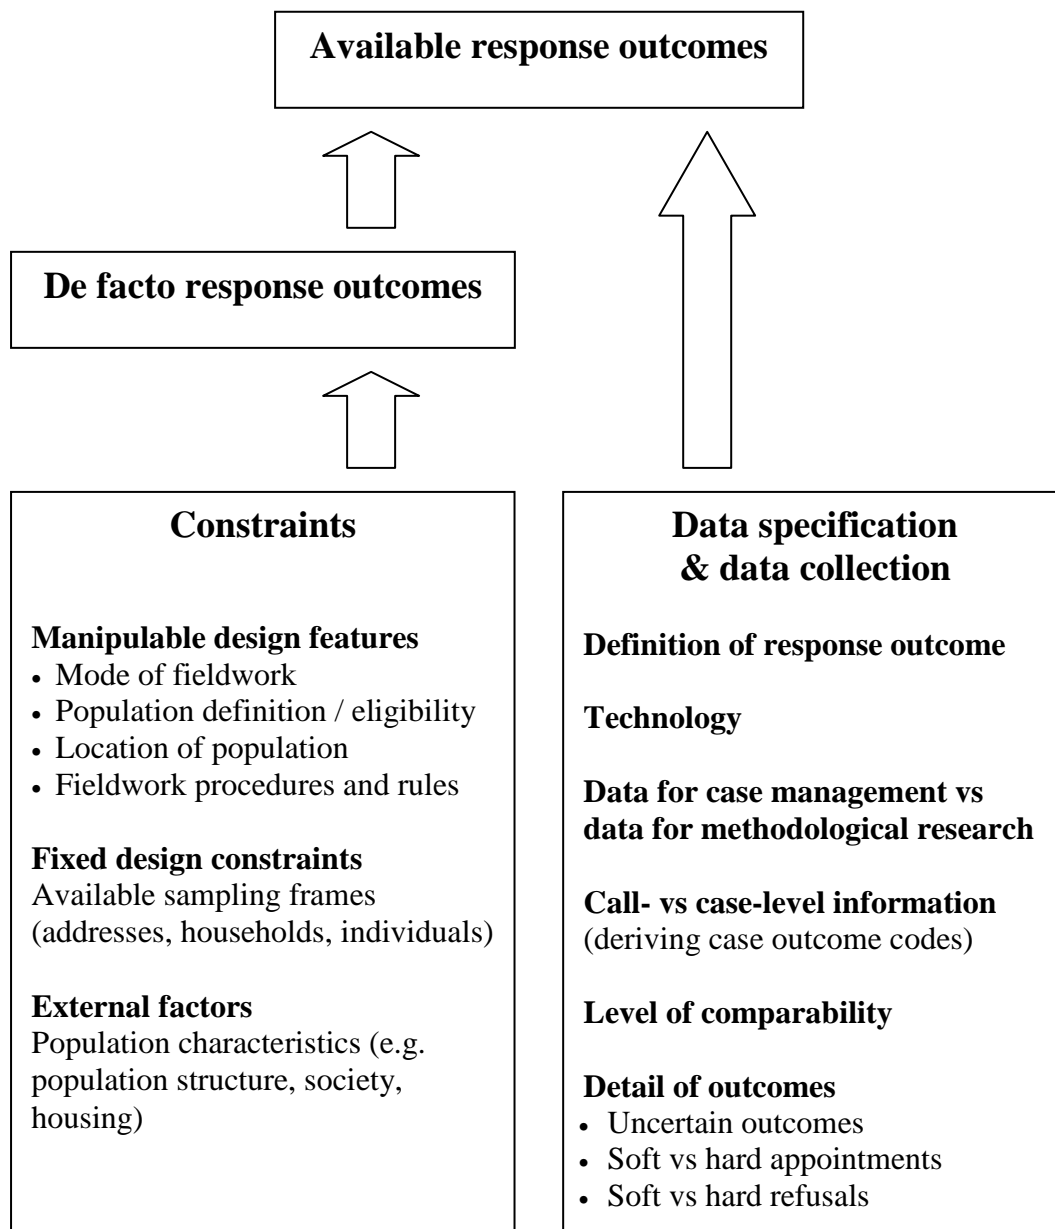 Available response outcomes
De facto response outcomes
Constraints
Manipulable design features
• Mode of fieldwork
• Population definition / eligibility
• Location of population
• Fieldwork procedures and rules
Fixed design constraints
Available sampling frames
(addresses, households, individuals)
External factors
Population characteristics (e.g.
population structure, society,
housing)
Data specification
& data collection
Definition of response outcome
Technology
Data for case management vs
data for methodological research
Call- vs case-level information
(deriving case outcome codes)
Level of comparability
Detail of outcomes
• Uncertain outcomes
• Soft vs hard appointments
• Soft vs hard refusals